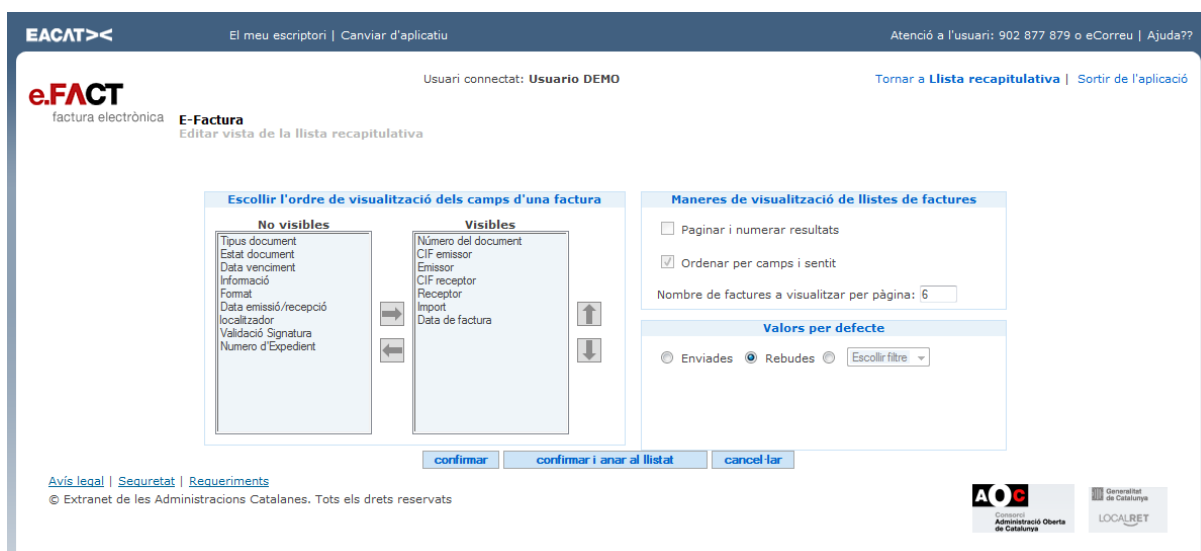 EACAT><
El meu escriptori | Canviar d'aplicatiu
Atenció a l'usuari: 902 877 879 o eCorreu | Ajuda??
e.FACT
factura electrònica
Usuari connectat: Usuario DEMO
Tornar a Llista recapitulativa | Sortir de l'aplicació
E-Factura
Editar vista de la llista recapitulativa
Escollir l'ordre de visualització dels camps d'una factura
No visibles
Tipus document
Estat document
Data venciment
Informació
Format
Data emissió/recepció
localitzador
Validació Signatura
Numero d'Expedient
Visibles
Número del document
CIF emissor
Emissor
CIF receptor
Receptor
Import
Data de factura
Maneres de visualització de llistes de factures
Paginar i numerar resultats
Ordenar per camps i sentit
Nombre de factures a visualitzar per pàgina: 6
Valors per defecte
Enviades Rebudes Escollir filtre
confirmar confirmar i anar al llistat cancel·lar
Avís legal | Seguretat | Requeriments
© Extranet de les Administracions Catalanes. Tots els drets reservats
AOC
Consorci
Administració Oberta
de Catalunya
Generalitat
de Catalunya
LOCALRET